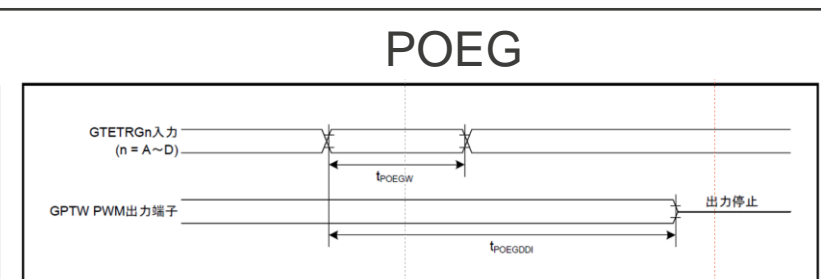 POEG
GTETRGn入力
(n = A～D)
tPOEGW
GPTW PWM出力端子
出力停止
tPOEGDDI